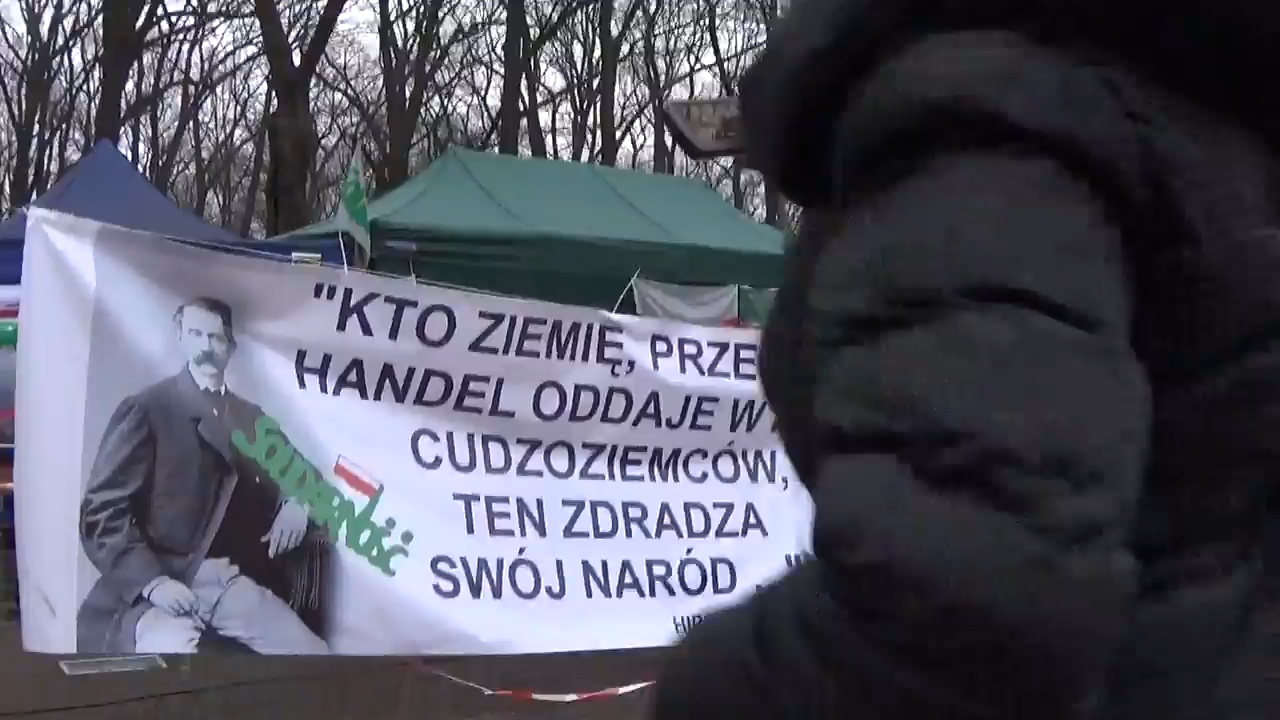 "KTO ZIEMIĘ, PRZE
HANDEL ODDAJE W
CUDZOZIEMCÓW,
TEN ZDRADZA
SWÓJ NARÓD ..."
Solidarność